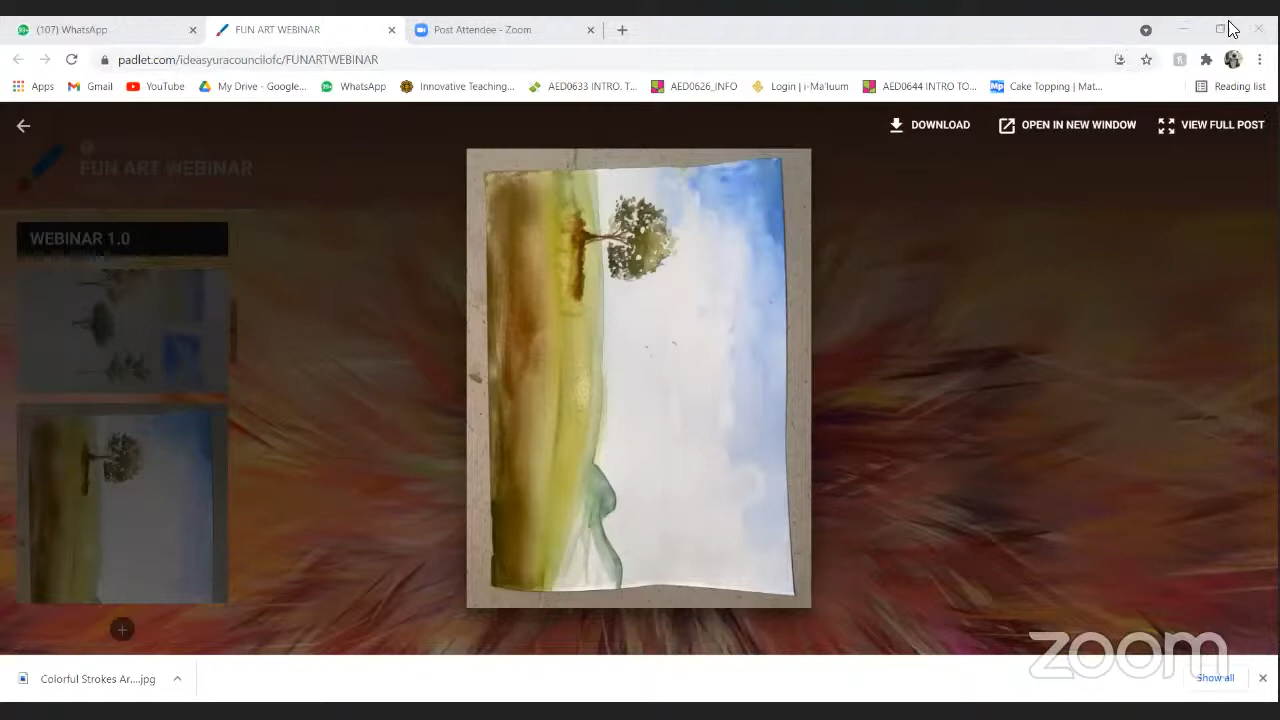 (107) WhatsApp
FUN ART WEBINAR
Post Attendee - Zoom
padlet.com/ideasyuracouncilofc/FUNARTWEBINAR
Apps
Gmail
YouTube
My Drive - Google...
WhatsApp
Innovative Teaching...
AED0633 INTRO. T...
AED0626_INFO
Login | i-Ma'luum
AED0644 INTRO TO...
Cake Topping | Mat...
Reading list
DOWNLOAD
OPEN IN NEW WINDOW
VIEW FULL POST
FUN ART WEBINAR
WEBINAR 1.0
zoom
Colorful Strokes Ar....jpg
Show all